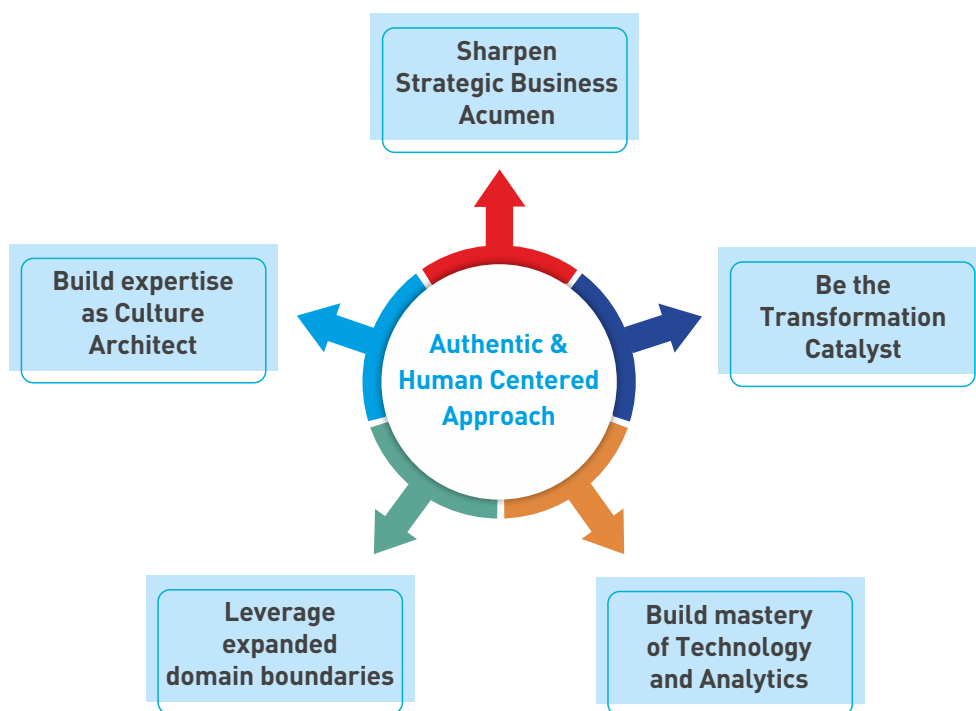 Sharpen
Strategic Business
Acumen
Build expertise
as Culture
Architect
Be the
Transformation
Catalyst
Authentic &
Human Centered
Approach
Leverage
expanded
domain boundaries
Build mastery
of Technology
and Analytics